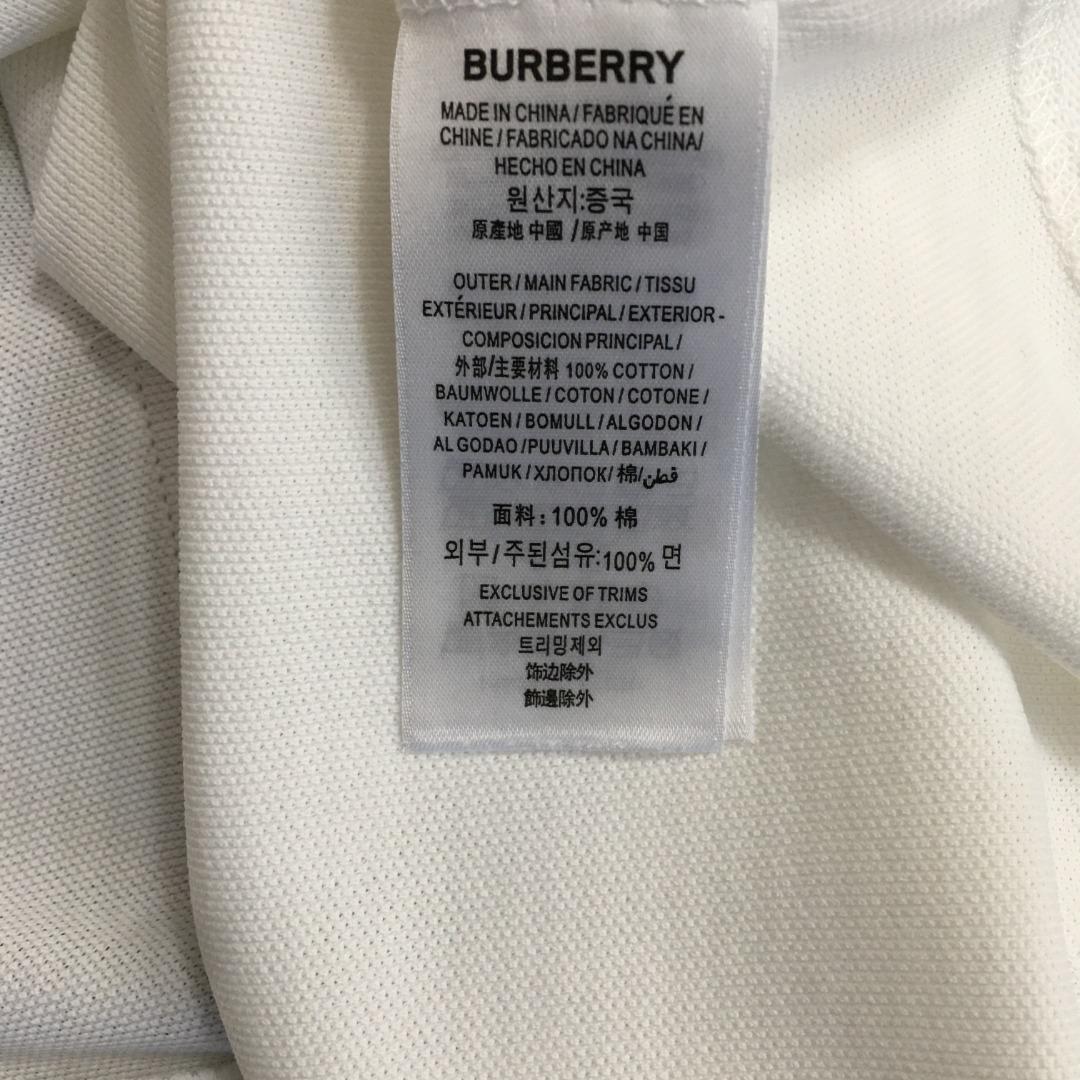 BURBERRY
MADE IN CHINA / FABRIQUÉ EN
CHINE / FABRICADO NA CHINA/
HECHO EN CHINA
원산지:중국
原產地 中國 /原产地 中国
OUTER / MAIN FABRIC / TISSU
EXTÉRIEUR / PRINCIPAL / EXTERIOR -
COMPOSICION PRINCIPAL /
外部/主要材料 100% COTTON /
BAUMWOLLE / COTON / COTONE /
KATOEN / BOMULL / ALGODON /
AL GODAO / PUUVILLA / BAMBAKI /
PAMUK / ХЛОПОК/ 棉/قطن
面料: 100% 棉
외부/주된섬유:100% 면
EXCLUSIVE OF TRIMS
ATTACHEMENTS EXCLUS
트리밍제외
饰边除外
飾邊除外